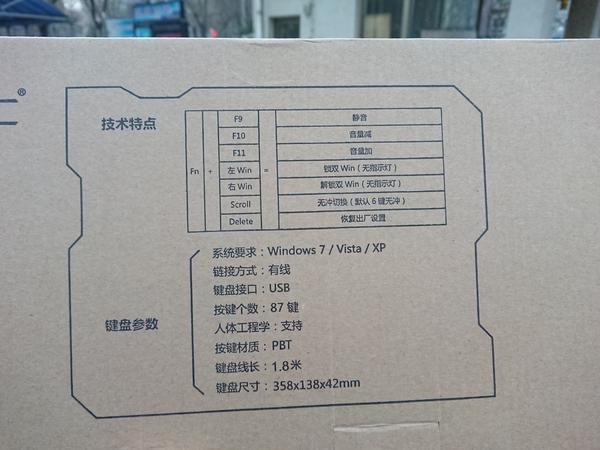 ®
技术特点
Fn + F9 = 静音
F10 音量减
F11 音量加
左 Win 锁双 Win（无指示灯）
右 Win 解锁双 Win（无指示灯）
Scroll 无冲切换（默认 6 键无冲）
Delete 恢复出厂设置
键盘参数
系统要求：Windows 7 / Vista / XP
链接方式：有线
键盘接口：USB
按键个数：87 键
人体工程学：支持
按键材质：PBT
键盘线长：1.8米
键盘尺寸：358x138x42mm